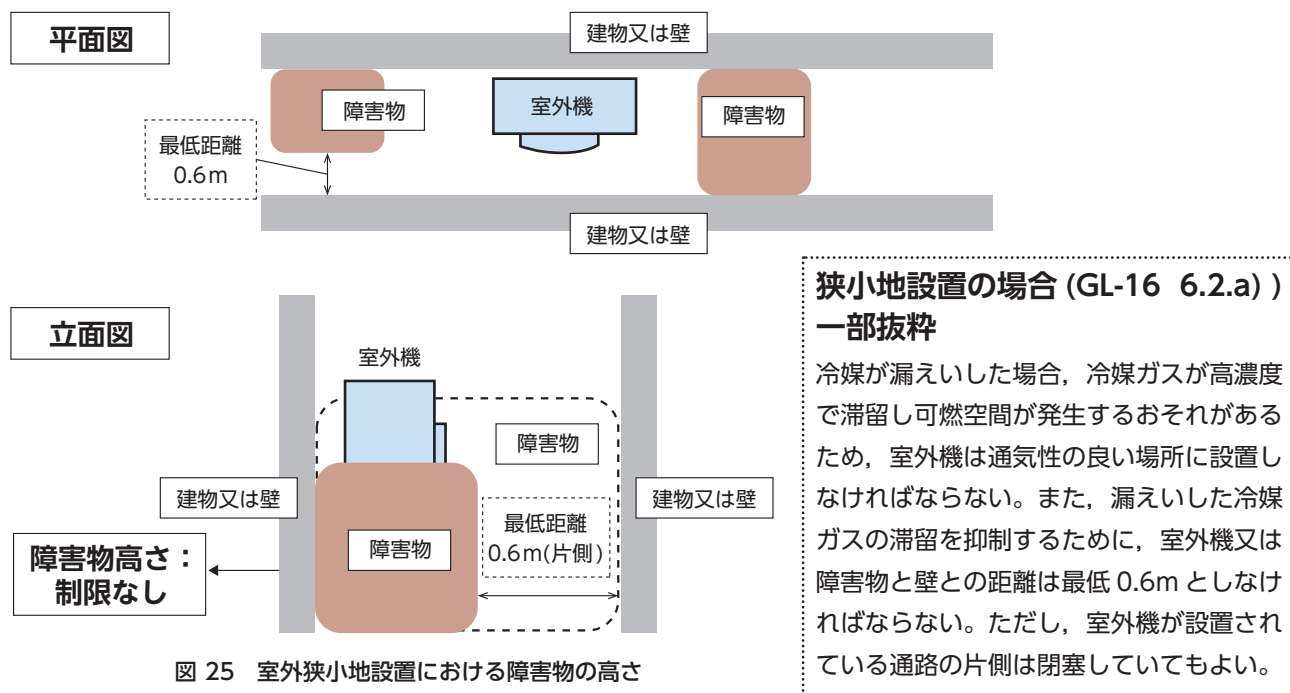 平面図
建物又は壁
障害物
室外機
障害物
最低距離
0.6m
建物又は壁
立面図
室外機
障害物
建物又は壁
建物又は壁
最低距離
0.6m(片側)
障害物
障害物高さ：
制限なし
図 25 室外狭小地設置における障害物の高さ
狭小地設置の場合 (GL-16 6.2.a) )
一部抜粋
冷媒が漏えいした場合，冷媒ガスが高濃度
で滞留し可燃空間が発生するおそれがある
ため，室外機は通気性の良い場所に設置し
なければならない。また，漏えいした冷媒
ガスの滞留を抑制するために，室外機又は
障害物と壁との距離は最低 0.6m としなけ
ればならない。ただし，室外機が設置され
ている通路の片側は閉塞していてもよい。